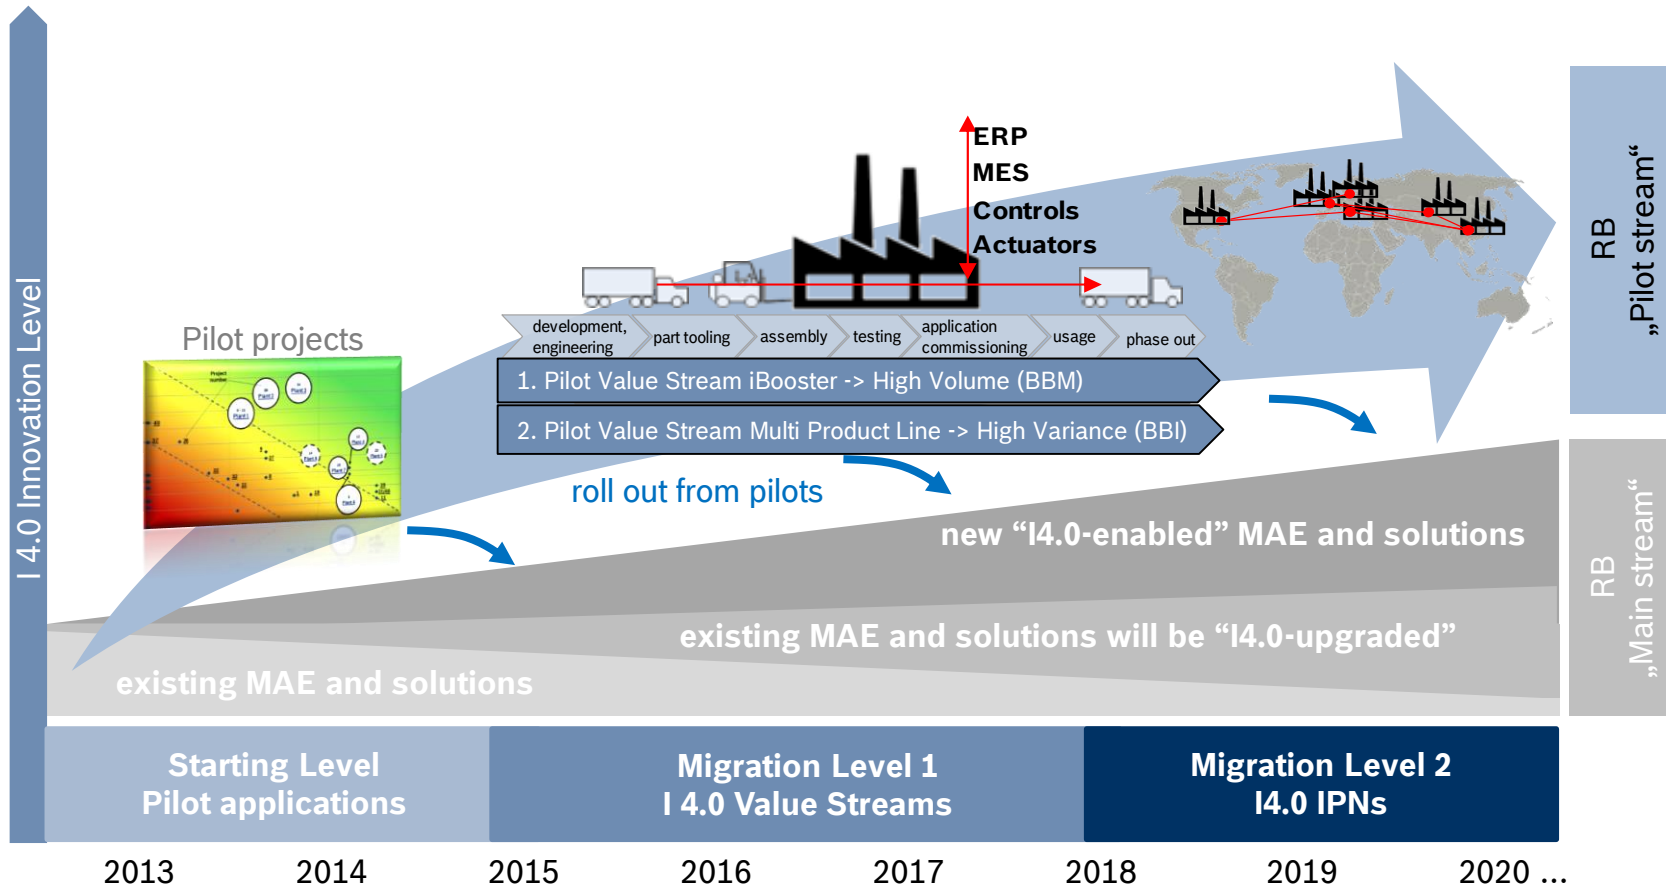 I 4.0 Innovation Level
ERP
MES
Controls
Actuators
Pilot projects
Project
number
development,
engineering
part tooling
assembly
testing
application
commissioning
usage
phase out
1. Pilot Value Stream iBooster -> High Volume (BBM)
2. Pilot Value Stream Multi Product Line -> High Variance (BBI)
roll out from pilots
new “I4.0-enabled” MAE and solutions
existing MAE and solutions will be “I4.0-upgraded”
existing MAE and solutions
RB
„Pilot stream“
RB
„Main stream“
Starting Level
Pilot applications
Migration Level 1
I 4.0 Value Streams
Migration Level 2
I4.0 IPNs
2013 2014 2015 2016 2017 2018 2019 2020 ...